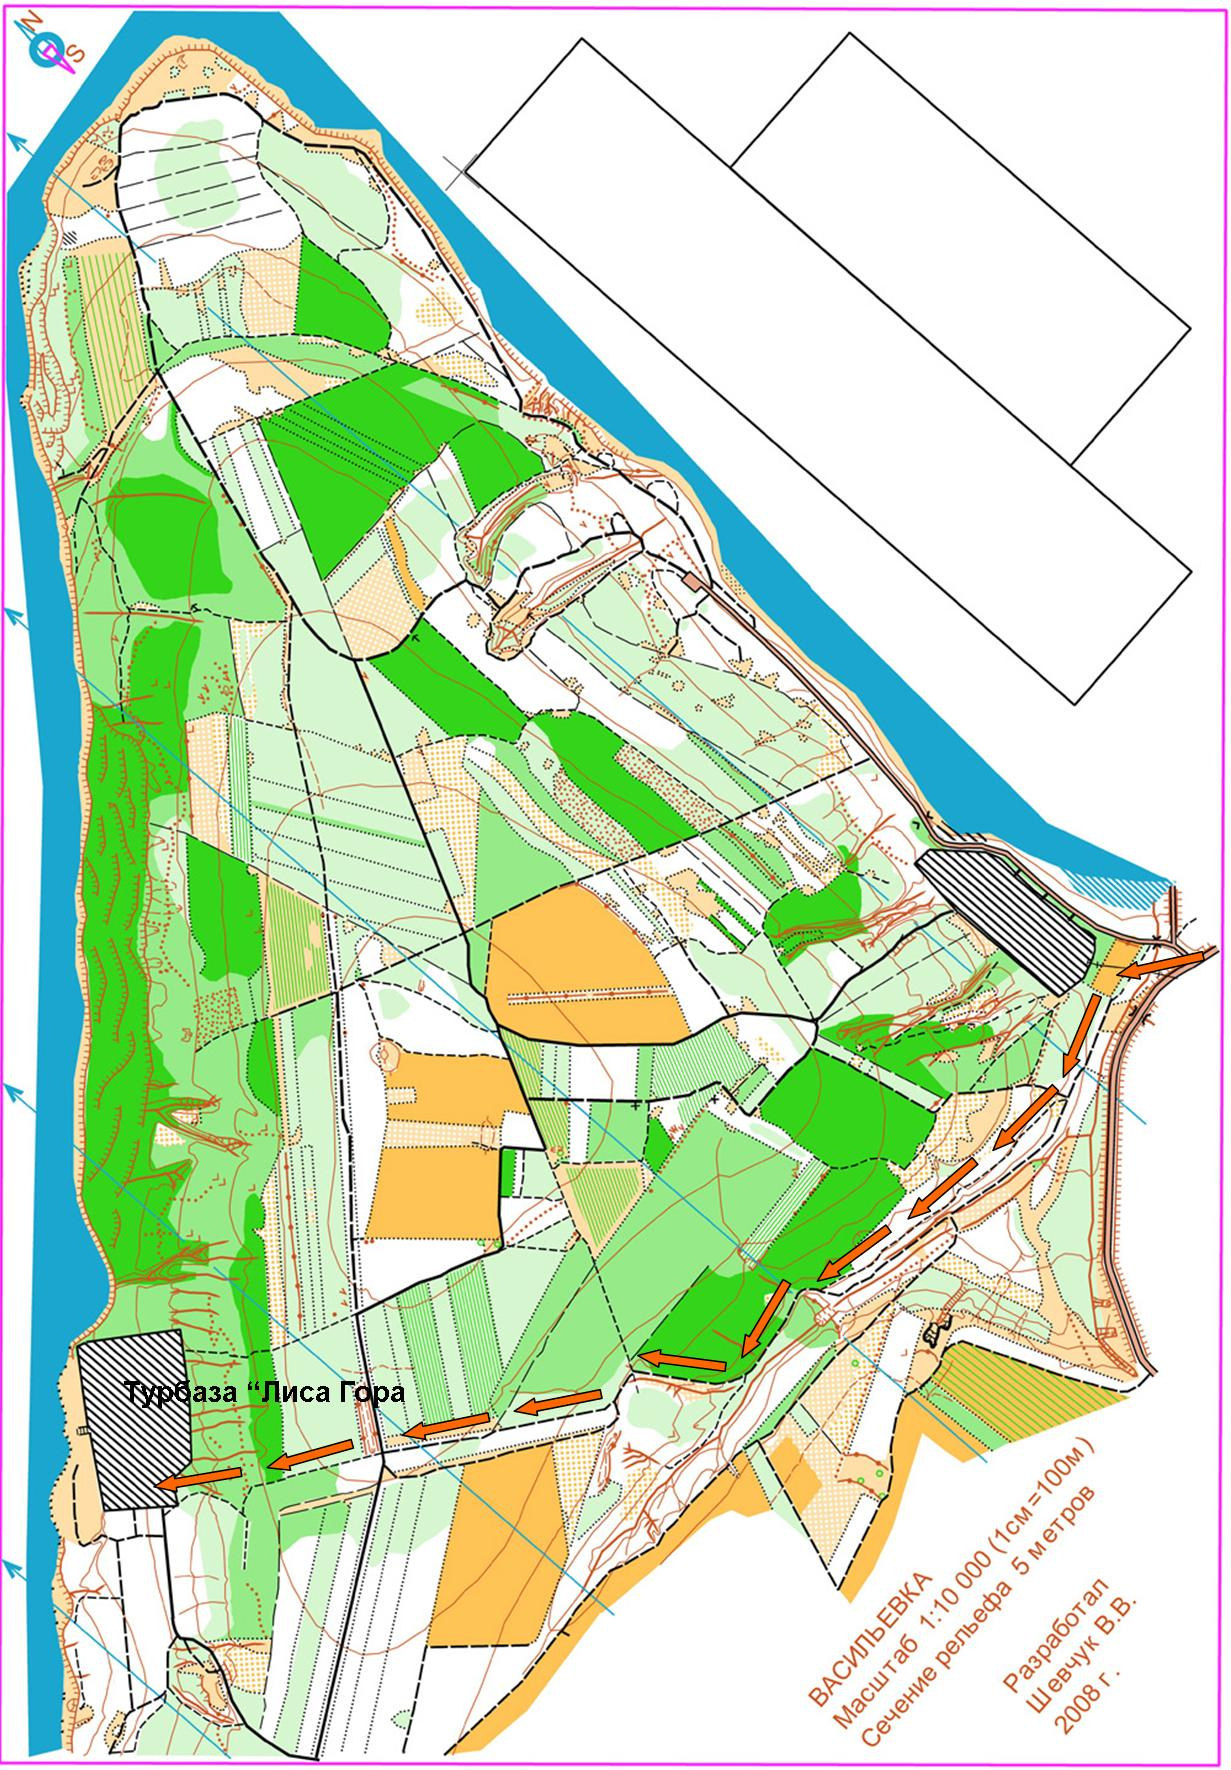 N
S
Турбаза “Лиса Гора
ВАСИЛЬЕВКА
Масштаб 1:10 000 (1см=100м)
Сечение рельефа 5 метров
Разработал
Шевчук В.В.
2008 г.